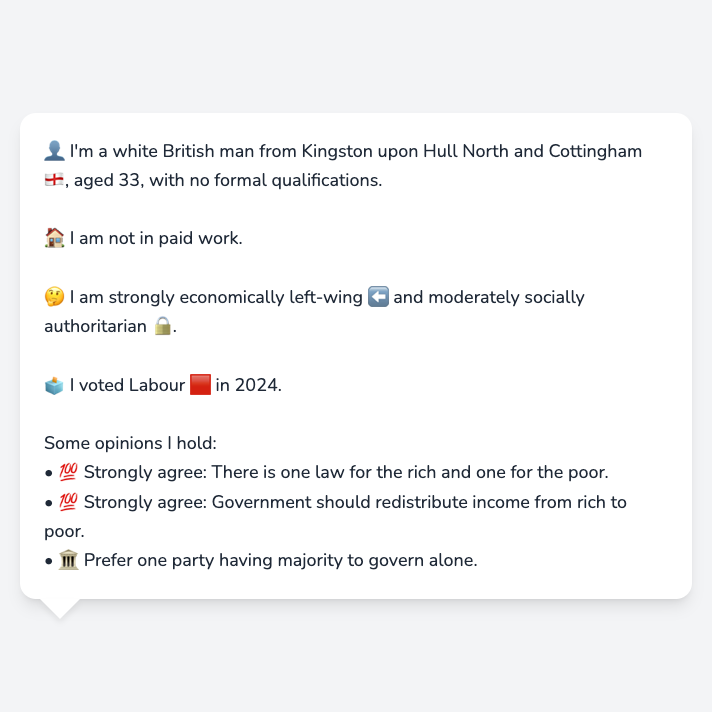 👤 I'm a white British man from Kingston upon Hull North and Cottingham
🏴󠁧󠁢󠁥󠁮󠁧󠁿, aged 33, with no formal qualifications.
🏠 I am not in paid work.
🤔 I am strongly economically left-wing ⬅️ and moderately socially
authoritarian 🔒.
🗳️ I voted Labour 🟥 in 2024.
Some opinions I hold:
• 💯 Strongly agree: There is one law for the rich and one for the poor.
• 💯 Strongly agree: Government should redistribute income from rich to
poor.
• 🏛️ Prefer one party having majority to govern alone.